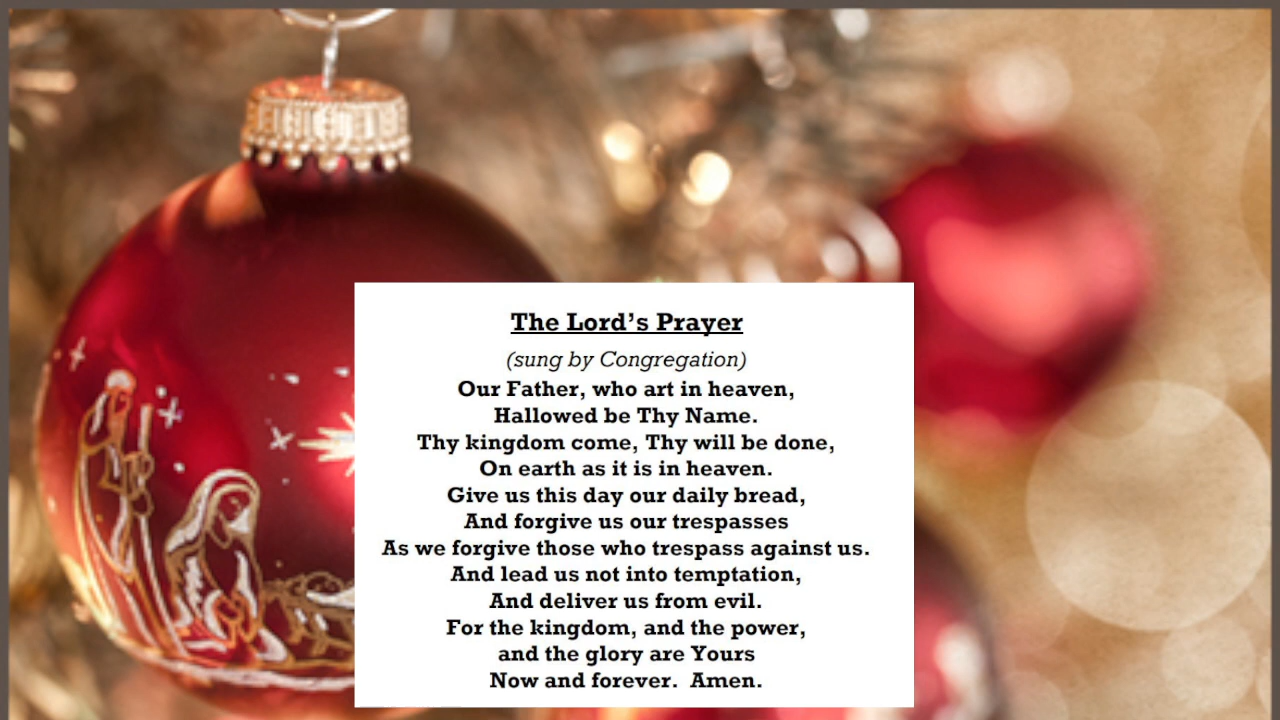 The Lord’s Prayer
(sung by Congregation)
Our Father, who art in heaven,
Hallowed be Thy Name.
Thy kingdom come, Thy will be done,
On earth as it is in heaven.
Give us this day our daily bread,
And forgive us our trespasses
As we forgive those who trespass against us.
And lead us not into temptation,
And deliver us from evil.
For the kingdom, and the power,
and the glory are Yours
Now and forever.  Amen.